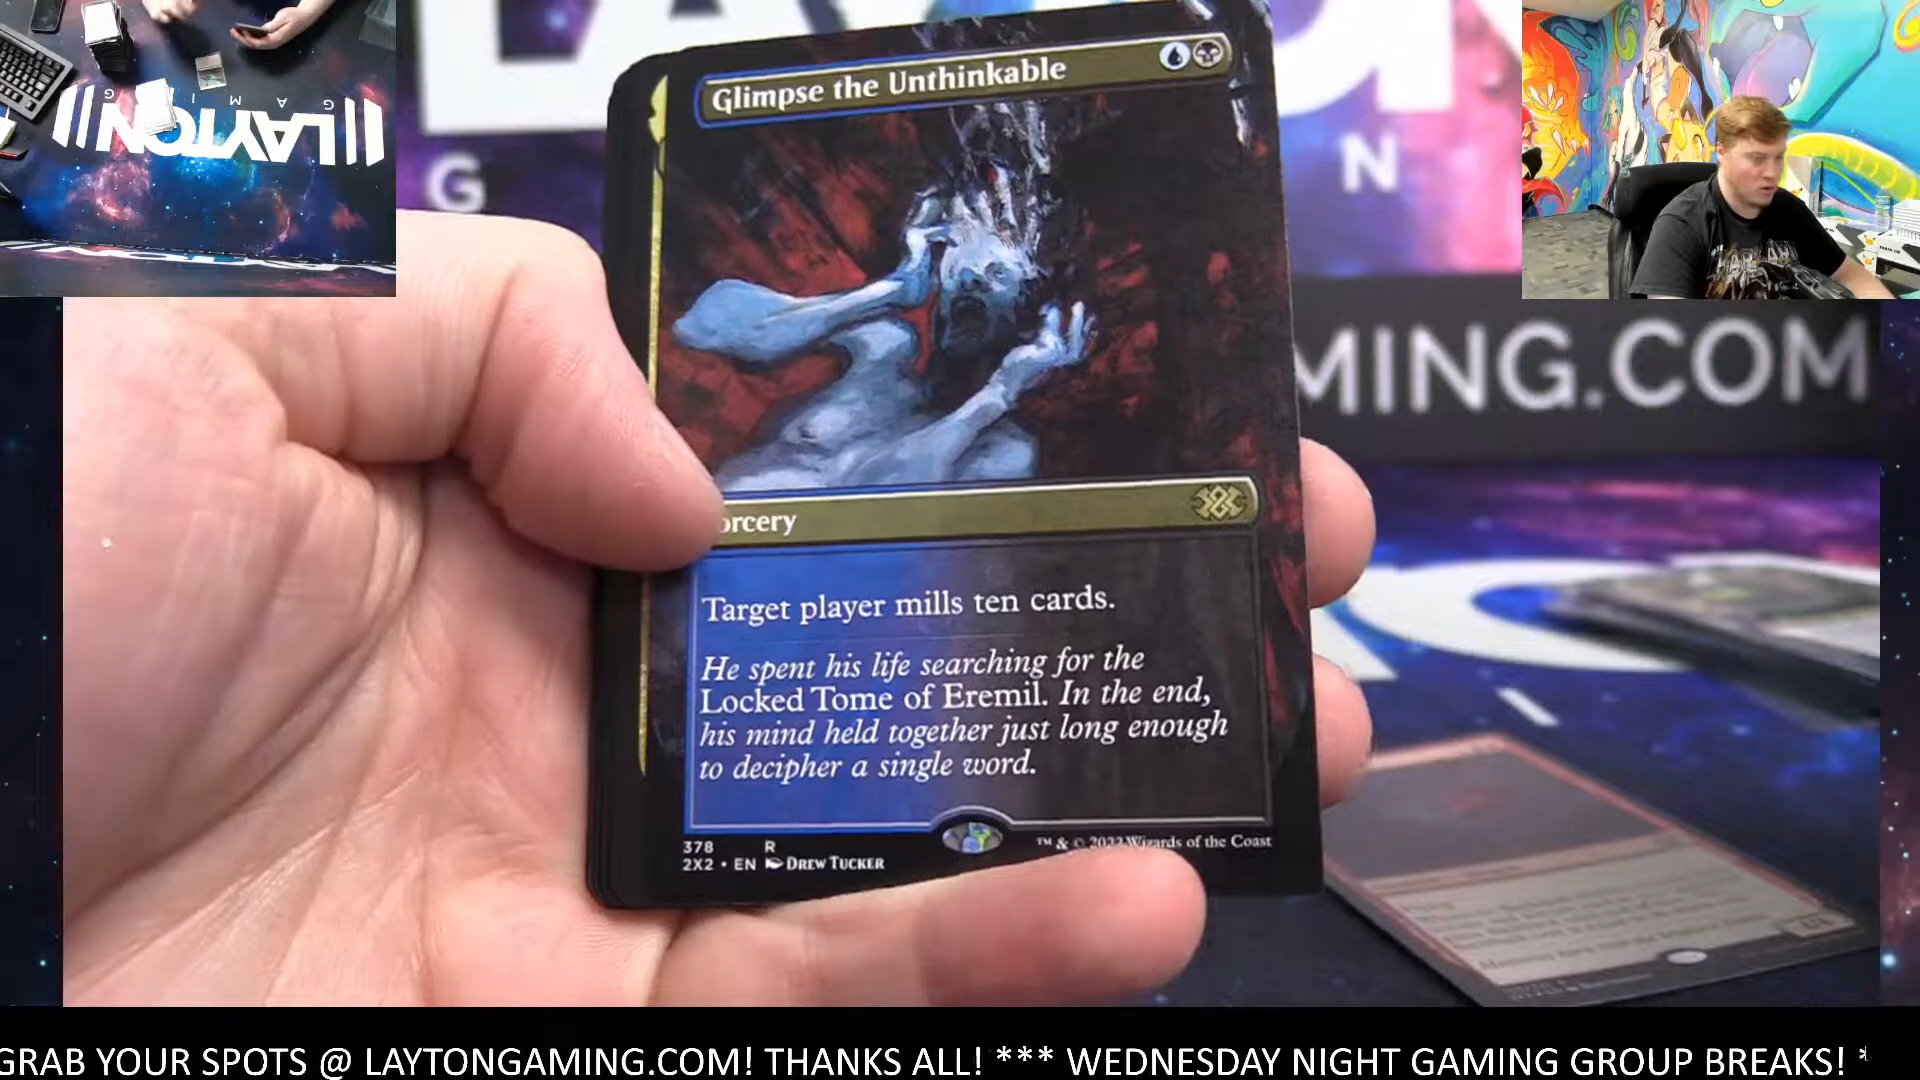 LAYTON
GAMIN G
G
N
MING.COM
Glimpse the Unthinkable
orcery
Target player mills ten cards.
He spent his life searching for the
Locked Tome of Eremil. In the end,
his mind held together just long enough
to decipher a single word.
378 R
2X2 • EN DREW TUCKER
™ & © 2022 Wizards of the Coast
GRAB YOUR SPOTS @ LAYTONGAMING.COM! THANKS ALL! *** WEDNESDAY NIGHT GAMING GROUP BREAKS! *